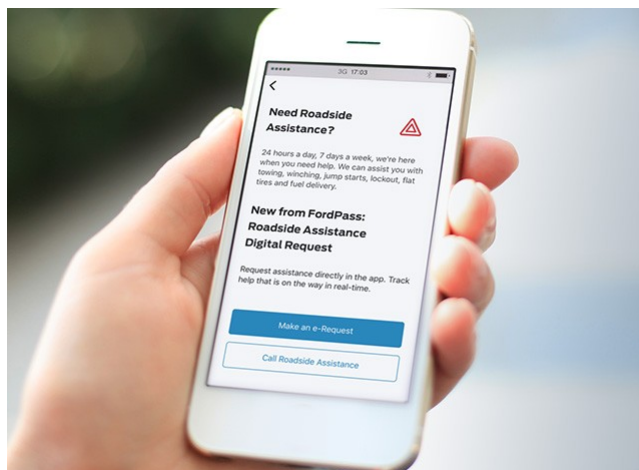 3G 17:03
Need Roadside
Assistance?
24 hours a day, 7 days a week, we're here
when you need help. We can assist you with
towing, winching, jump starts, lockout, flat
tires and fuel delivery.
New from FordPass:
Roadside Assistance
Digital Request
Request assistance directly in the app. Track
help that is on the way in real-time.
Make an e-Request
Call Roadside Assistance